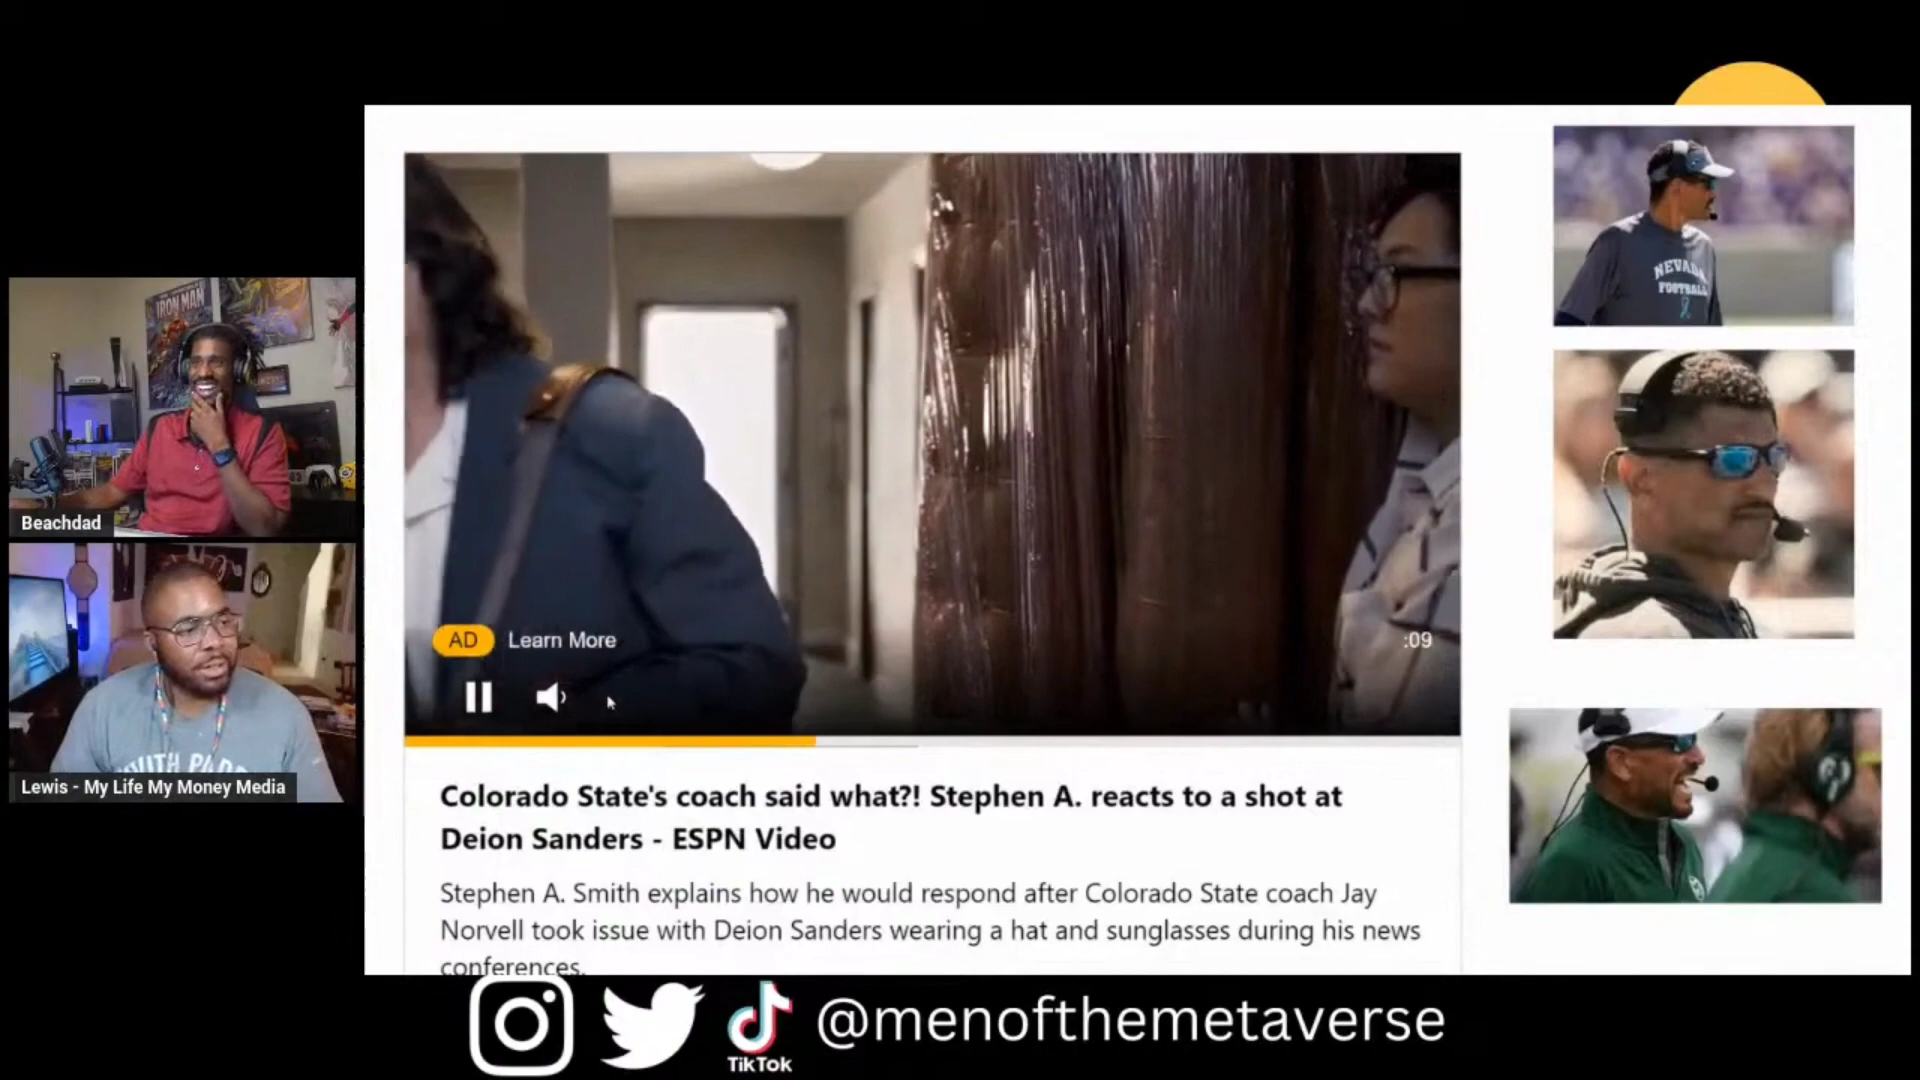 IRON MAN
Beachdad
Lewis - My Life My Money Media
AD Learn More :09
Colorado State's coach said what?! Stephen A. reacts to a shot at
Deion Sanders - ESPN Video
Stephen A. Smith explains how he would respond after Colorado State coach Jay
Norvell took issue with Deion Sanders wearing a hat and sunglasses during his news
conferences.
NEVADA
FOOTBALL
TikTok
@menofthemetaverse